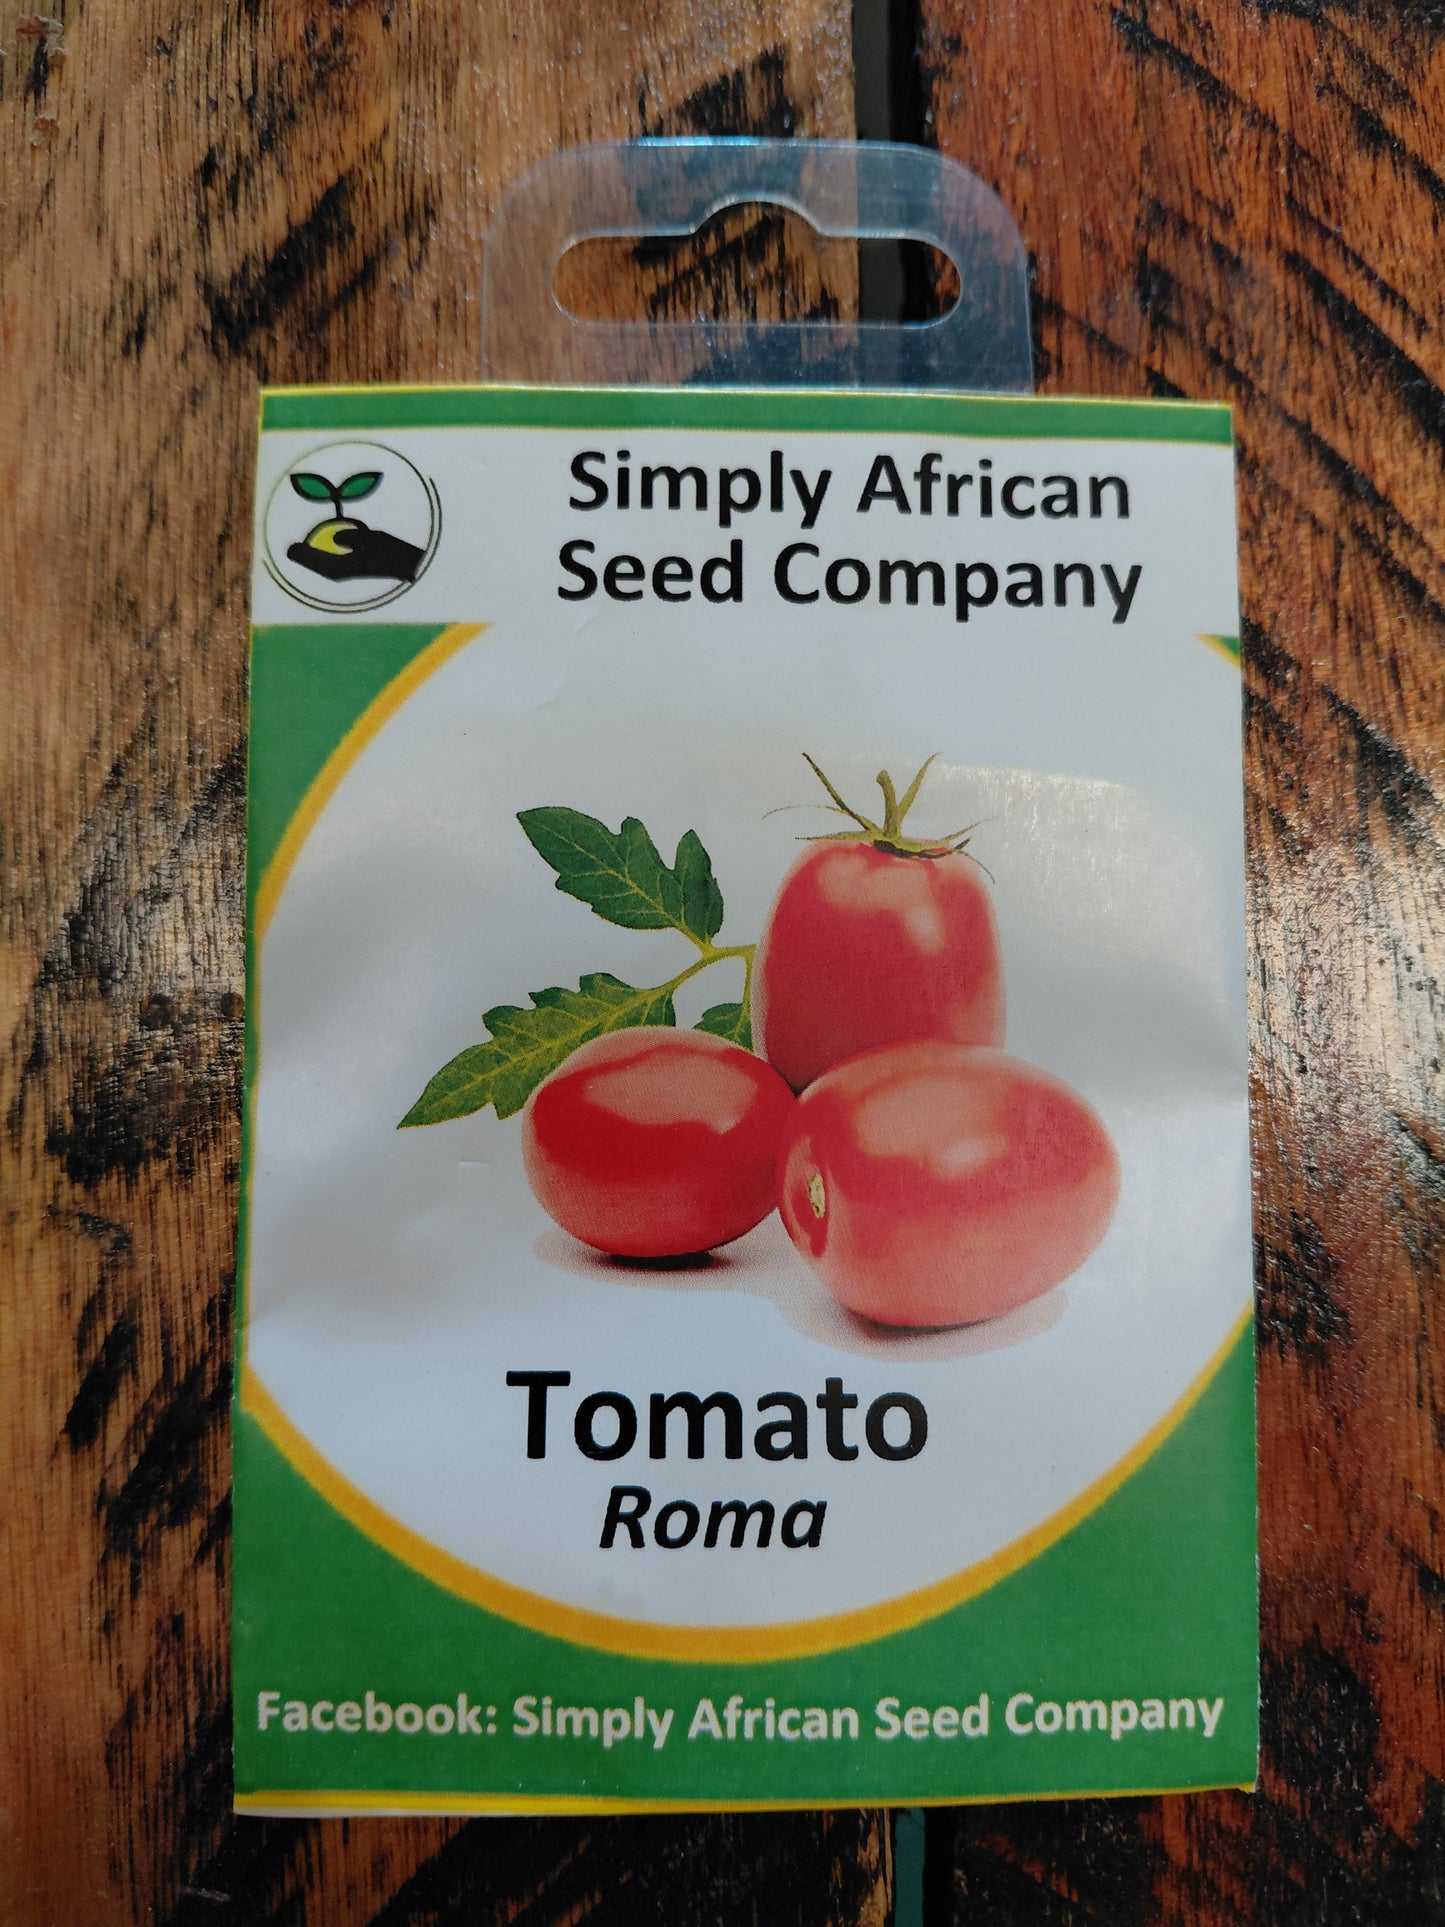 Simply African
Seed Company
Tomato
Roma
Facebook: Simply African Seed Company